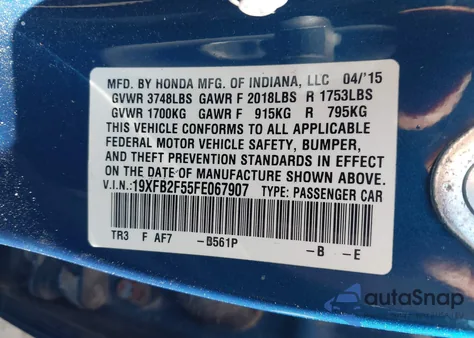 MFD. BY HONDA MFG. OF INDIANA, LLC 04/'15
GVWR 3748LBS GAWR F 2018LBS R 1753LBS
GVWR 1700KG GAWR F 915KG R 795KG
THIS VEHICLE CONFORMS TO ALL APPLICABLE
FEDERAL MOTOR VEHICLE SAFETY, BUMPER,
AND THEFT PREVENTION STANDARDS IN EFFECT
ON THE DATE OF MANUFACTURE SHOWN ABOVE.
V.I.N.: 19XFB2F55FE067907 TYPE: PASSENGER CAR
TR3 F AF7 -B561P -B -E
autoSnap